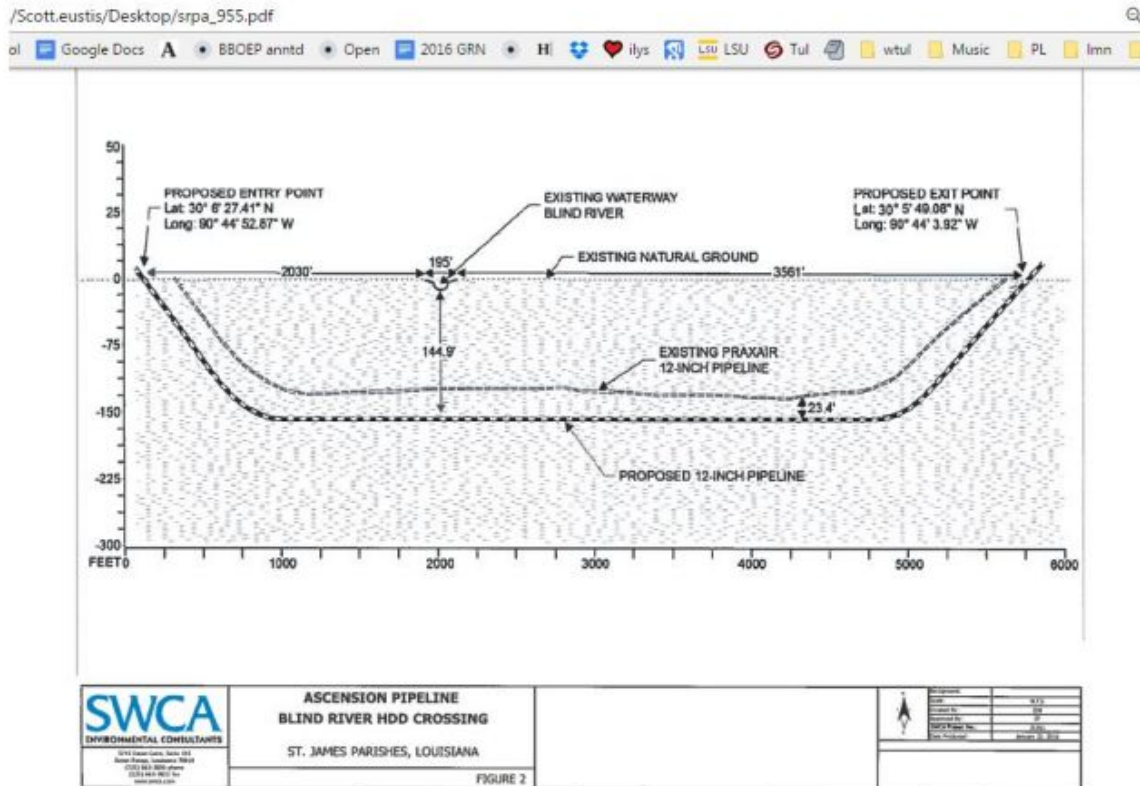 /Scott.eustis/Desktop/srpa_955.pdf
ol Google Docs A BBOEP anntd Open 2016 GRN H ilys LSU LSU Tul wtul Music PL lmn
50
25
0
-75
-150
-225
-300
PROPOSED ENTRY POINT
Lat: 30° 6' 27.41" N
Long: 90° 44' 52.87" W
EXISTING WATERWAY
BLIND RIVER
PROPOSED EXIT POINT
Lat: 30° 5' 49.08" N
Long: 90° 44' 3.92" W
2030'
195'
EXISTING NATURAL GROUND
3561'
144.9'
EXISTING PRAXAIR
12-INCH PIPELINE
23.4'
PROPOSED 12-INCH PIPELINE
FEET 0 1000 2000 3000 4000 5000 6000
SWCA
ENVIRONMENTAL CONSULTANTS
ASCENSION PIPELINE
BLIND RIVER HDD CROSSING
ST. JAMES PARISHES, LOUISIANA
FIGURE 2